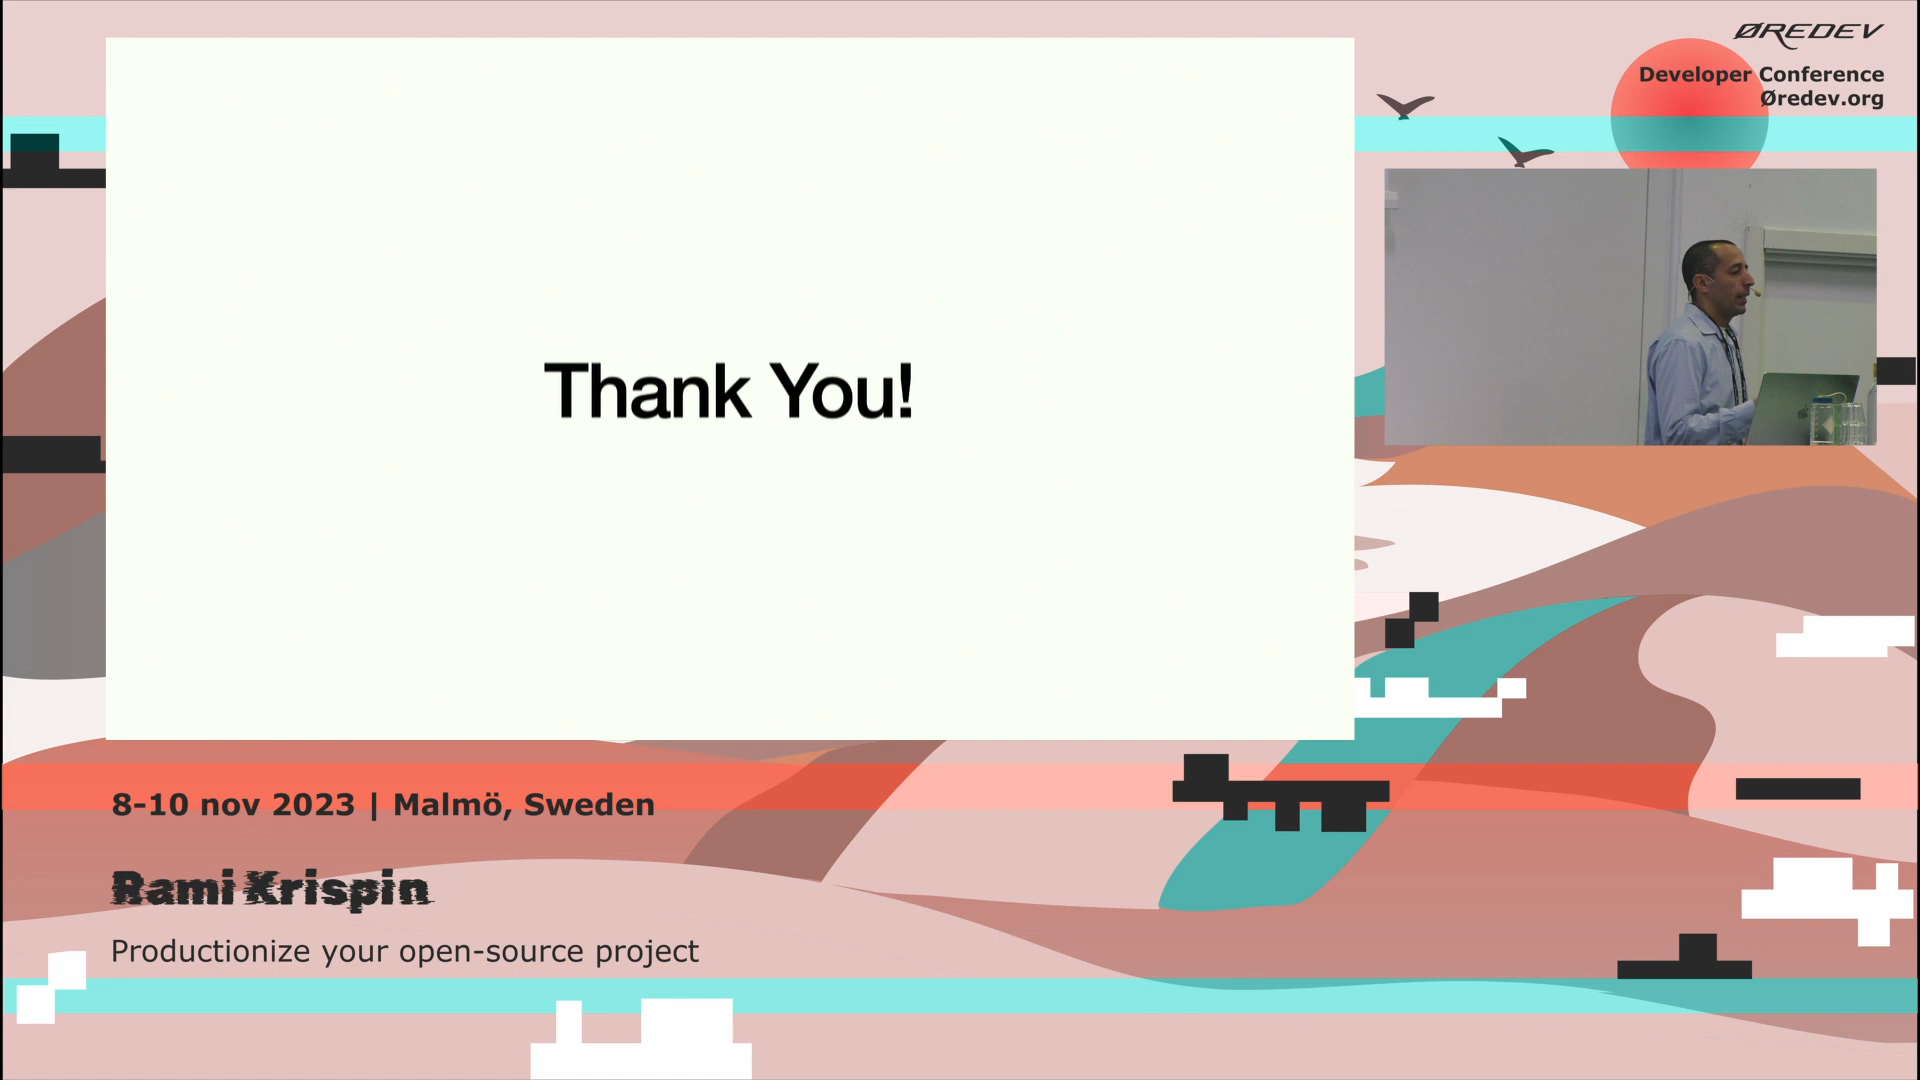 ØREDEV
Developer Conference
Øredev.org
Thank You!
8-10 nov 2023 | Malmö, Sweden
Rami Krispin
Productionize your open-source project